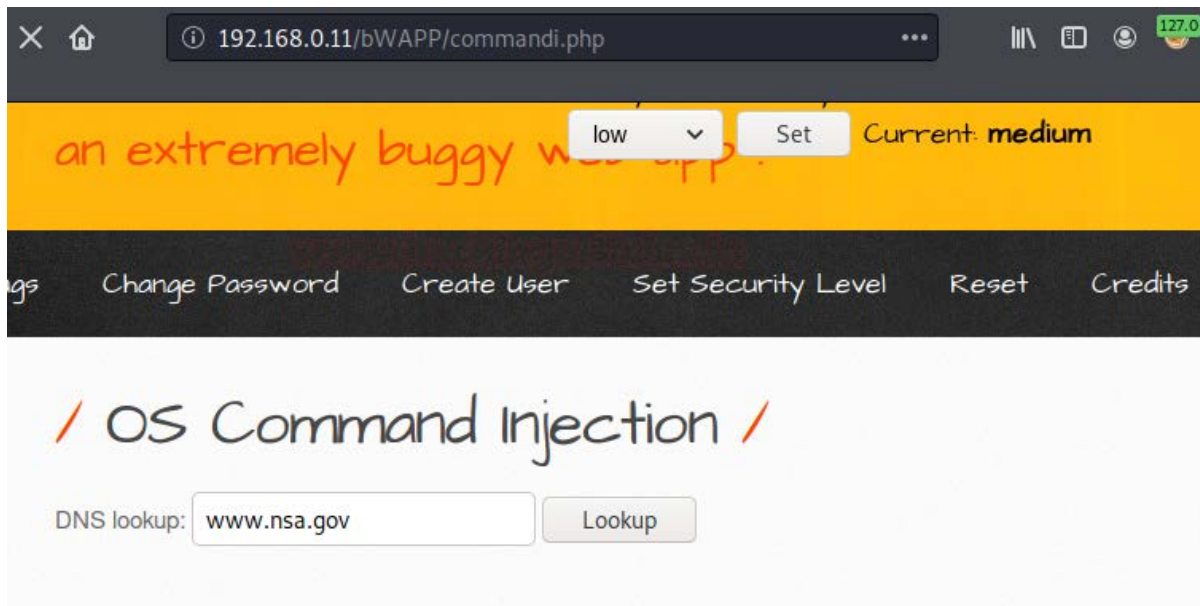 192.168.0.11/bWAPP/commandi.php
127.0
low Set Current: medium
an extremely buggy web app !
Change Password Create User Set Security Level Reset Credits
/ OS Command Injection /
DNS lookup: www.nsa.gov Lookup